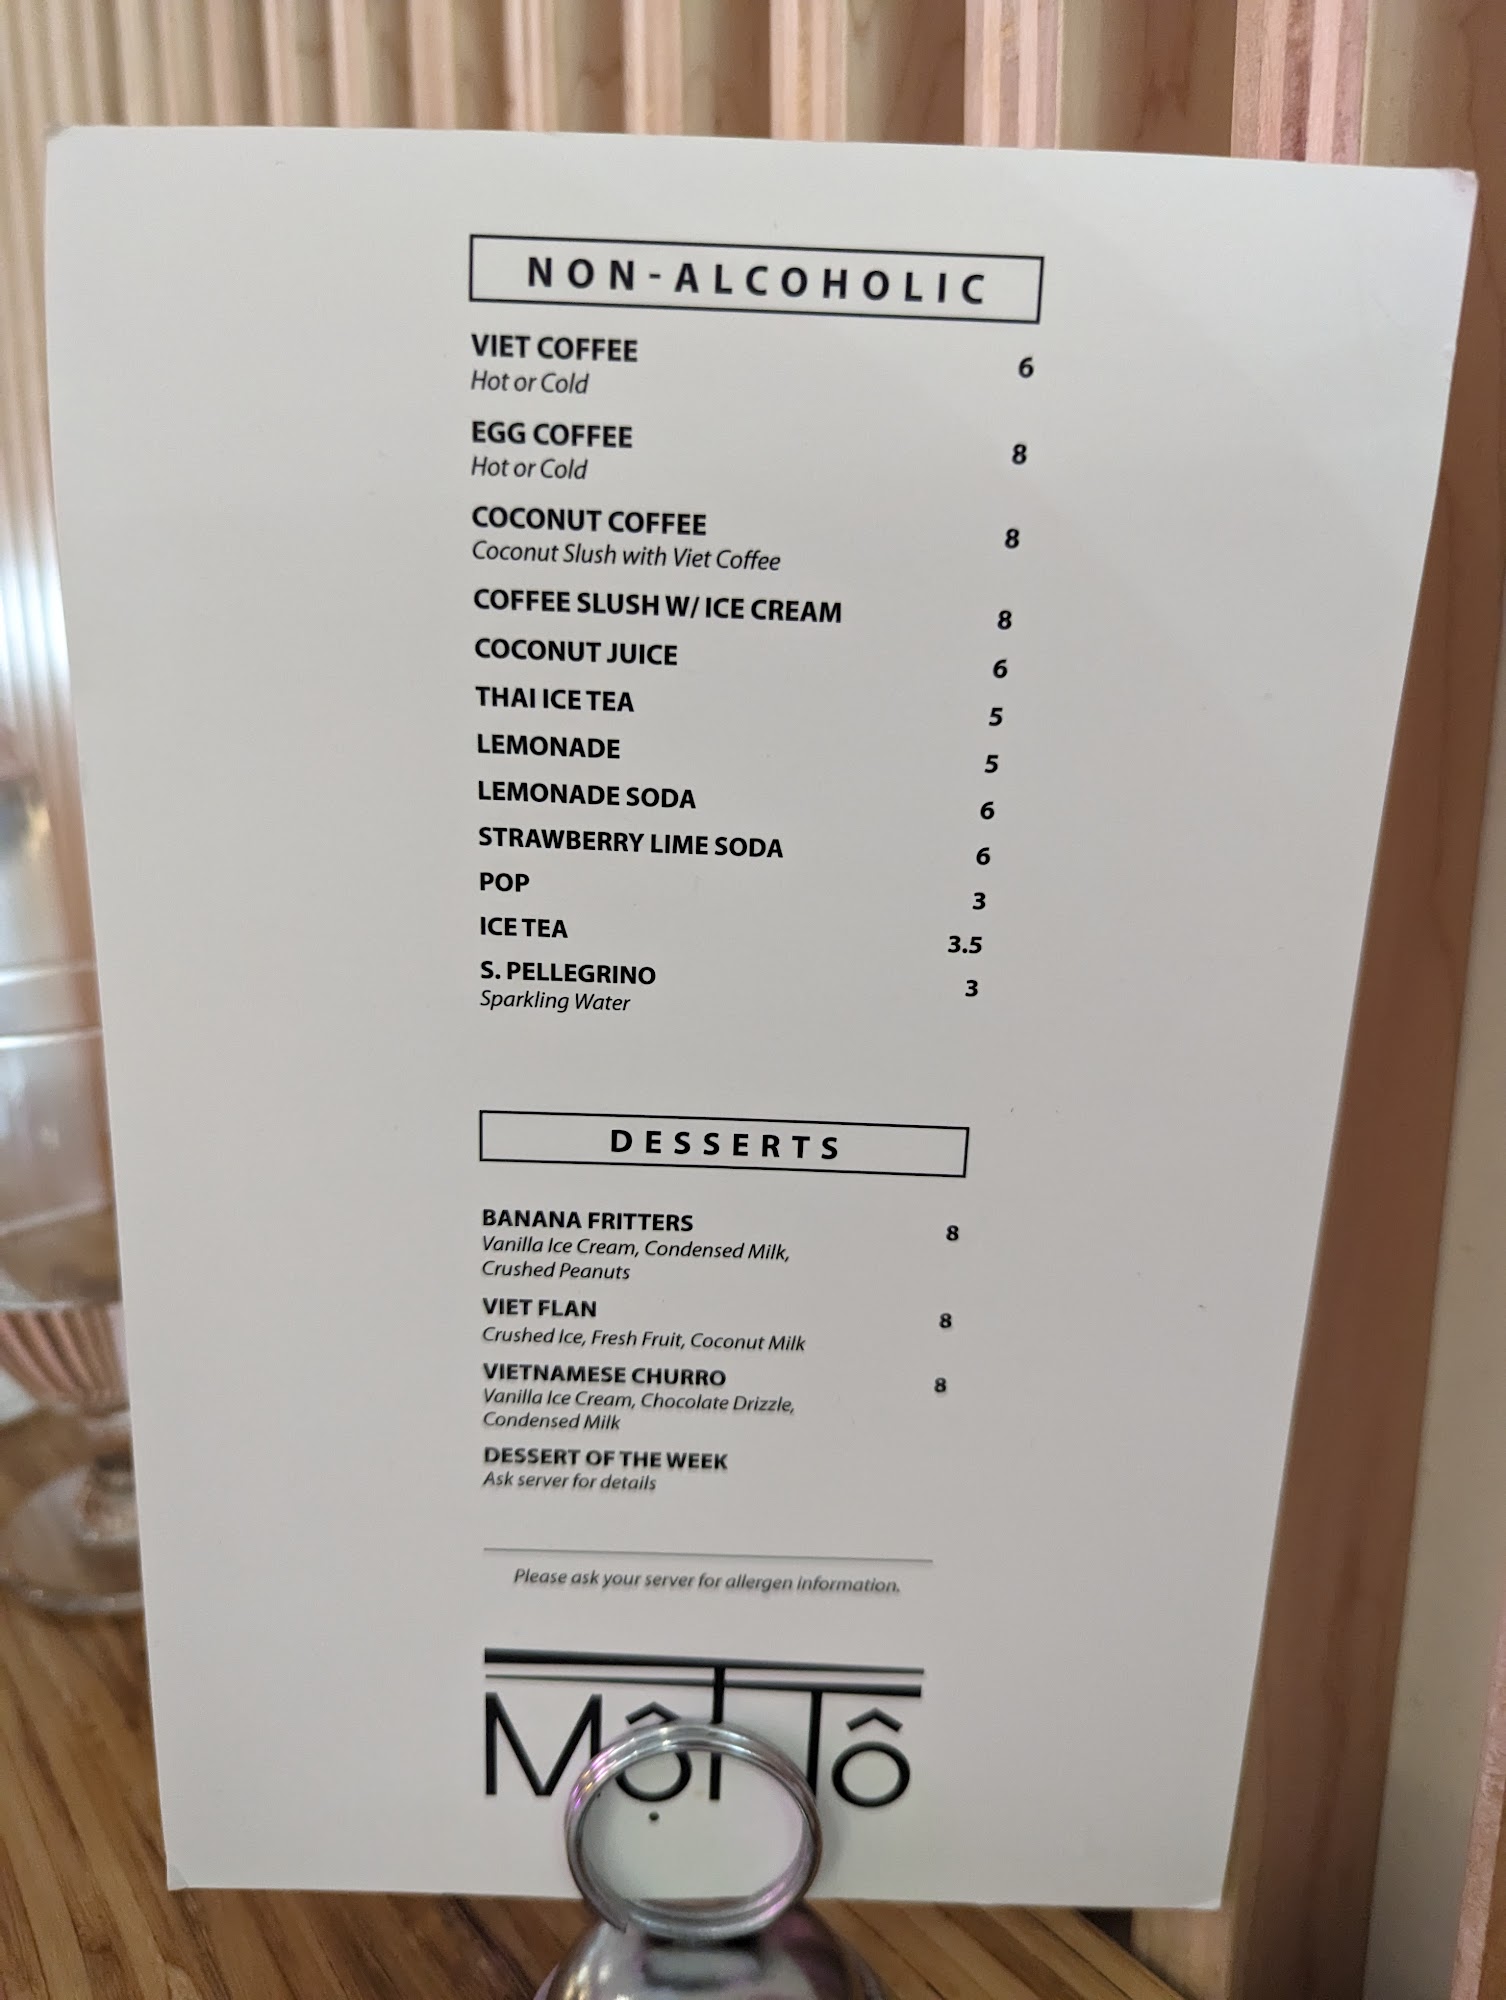 NON-ALCOHOLIC
VIET COFFEE 6
Hot or Cold
EGG COFFEE 8
Hot or Cold
COCONUT COFFEE 8
Coconut Slush with Viet Coffee
COFFEE SLUSH W/ ICE CREAM 8
COCONUT JUICE 6
THAI ICE TEA 5
LEMONADE 5
LEMONADE SODA 6
STRAWBERRY LIME SODA 6
POP 3
ICE TEA 3.5
S. PELLEGRINO 3
Sparkling Water
DESSERTS
BANANA FRITTERS 8
Vanilla Ice Cream, Condensed Milk,
Crushed Peanuts
VIET FLAN 8
Crushed Ice, Fresh Fruit, Coconut Milk
VIETNAMESE CHURRO 8
Vanilla Ice Cream, Chocolate Drizzle,
Condensed Milk
DESSERT OF THE WEEK
Ask server for details
Please ask your server for allergen information.
Một Tô